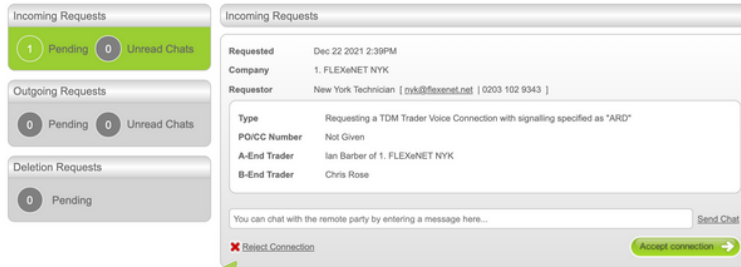 Incoming Requests
1 Pending 0 Unread Chats
Outgoing Requests
0 Pending 0 Unread Chats
Deletion Requests
0 Pending
Incoming Requests
Requested Dec 22 2021 2:39PM
Company 1. FLEXeNET NYK
Requestor New York Technician [ nyk@flexenet.net | 0203 102 9343 ]
Type Requesting a TDM Trader Voice Connection with signalling specified as "ARD"
PO/CC Number Not Given
A-End Trader Ian Barber of 1. FLEXeNET NYK
B-End Trader Chris Rose
You can chat with the remote party by entering a message here... Send Chat
Reject Connection Accept connection